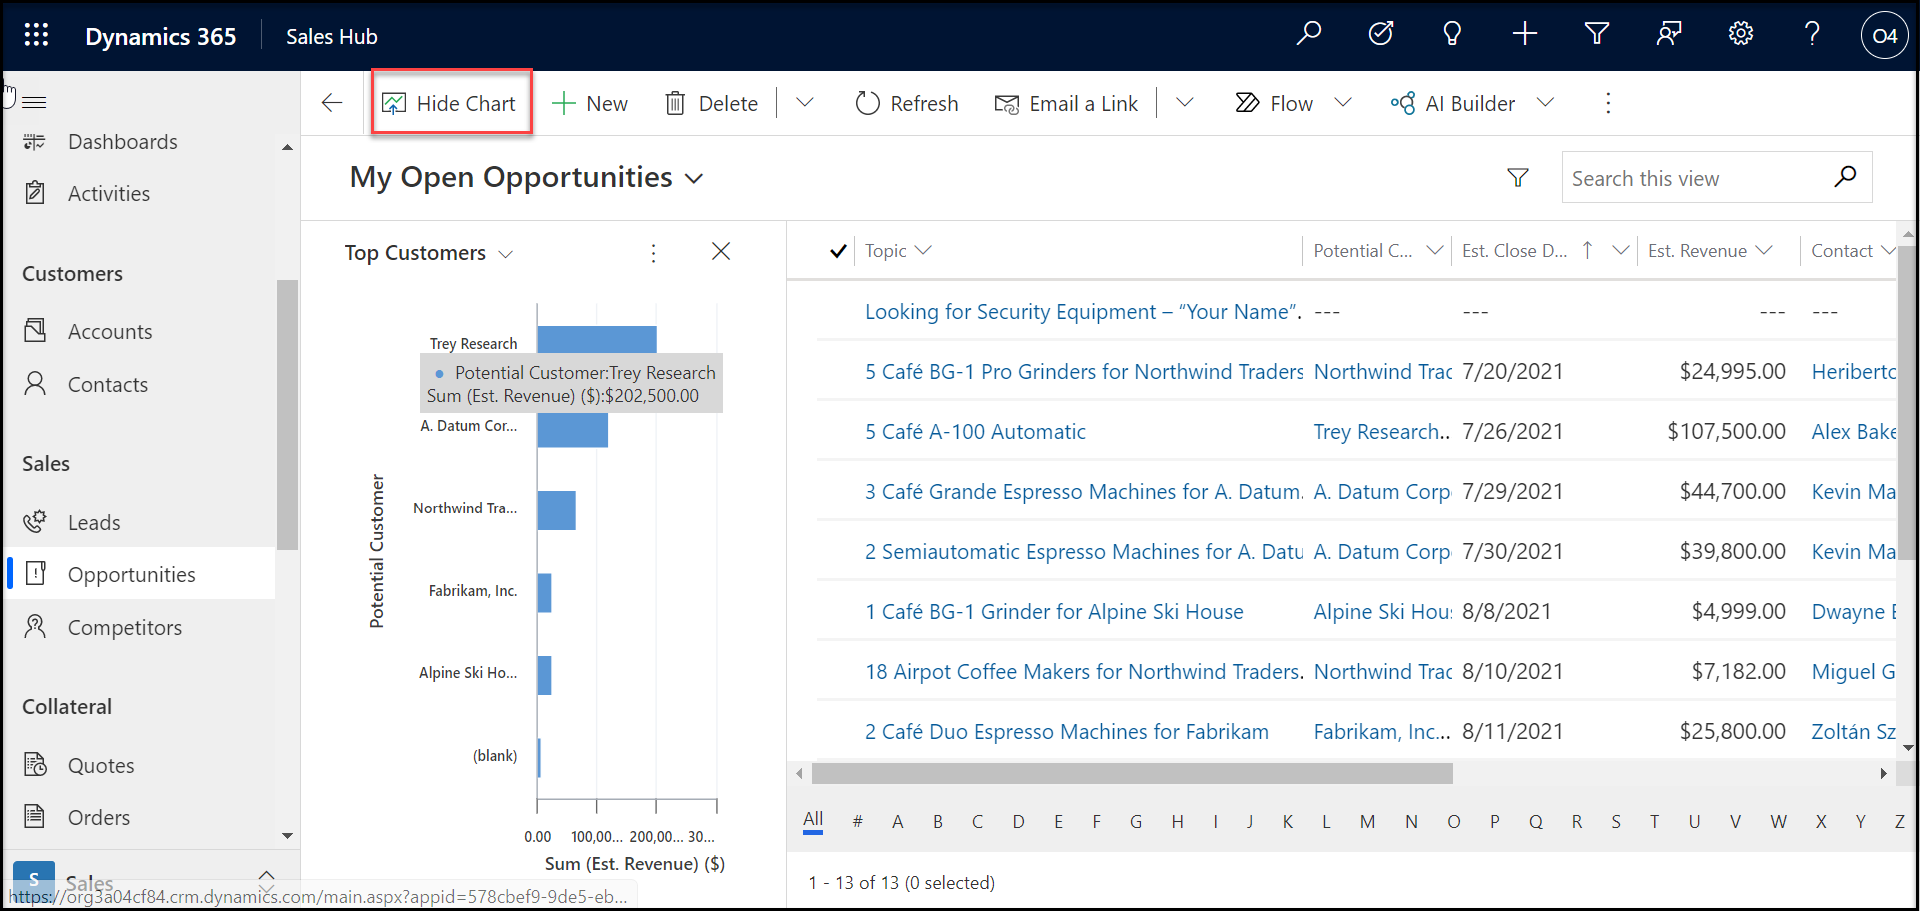 Dynamics 365
Sales Hub
O4
Hide Chart
New
Delete
Refresh
Email a Link
Flow
AI Builder
Dashboards
Activities
Customers
Accounts
Contacts
Sales
Leads
Opportunities
Competitors
Collateral
Quotes
Orders
S
Sales
https://org3a04cf84.crm.dynamics.com/main.aspx?appid=578cbef9-9de5-eb...
My Open Opportunities
Search this view
Top Customers
Potential Customer
Trey Research
Potential Customer:Trey Research
Sum (Est. Revenue) ($):$202,500.00
A. Datum Cor...
Northwind Tra...
Fabrikam, Inc.
Alpine Ski Ho...
(blank)
0.00 100,00... 200,00... 30...
Sum (Est. Revenue) ($)
Topic Potential C... Est. Close D... ↑ Est. Revenue Contact
Looking for Security Equipment – “Your Name”. --- --- --- ---
5 Café BG-1 Pro Grinders for Northwind Traders Northwind Trac 7/20/2021 $24,995.00 Heribertc
5 Café A-100 Automatic Trey Research... 7/26/2021 $107,500.00 Alex Bake
3 Café Grande Espresso Machines for A. Datum. A. Datum Corp 7/29/2021 $44,700.00 Kevin Ma
2 Semiautomatic Espresso Machines for A. Datu A. Datum Corp 7/30/2021 $39,800.00 Kevin Ma
1 Café BG-1 Grinder for Alpine Ski House Alpine Ski Hou 8/8/2021 $4,999.00 Dwayne E
18 Airpot Coffee Makers for Northwind Traders. Northwind Trac 8/10/2021 $7,182.00 Miguel G
2 Café Duo Espresso Machines for Fabrikam Fabrikam, Inc... 8/11/2021 $25,800.00 Zoltán Sz
All # A B C D E F G H I J K L M N O P Q R S T U V W X Y Z
1 - 13 of 13 (0 selected)